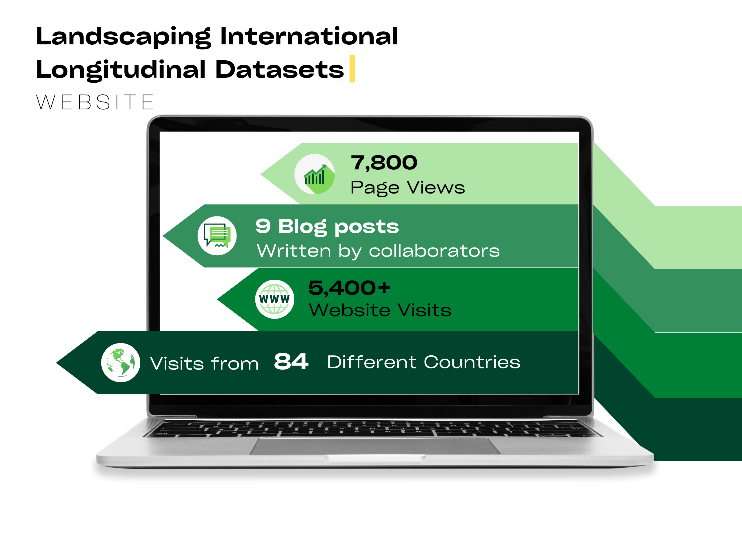 Landscaping International
Longitudinal Datasets
WEBSITE
7,800
Page Views
9 Blog posts
Written by collaborators
WWW
5,400+
Website Visits
Visits from 84 Different Countries